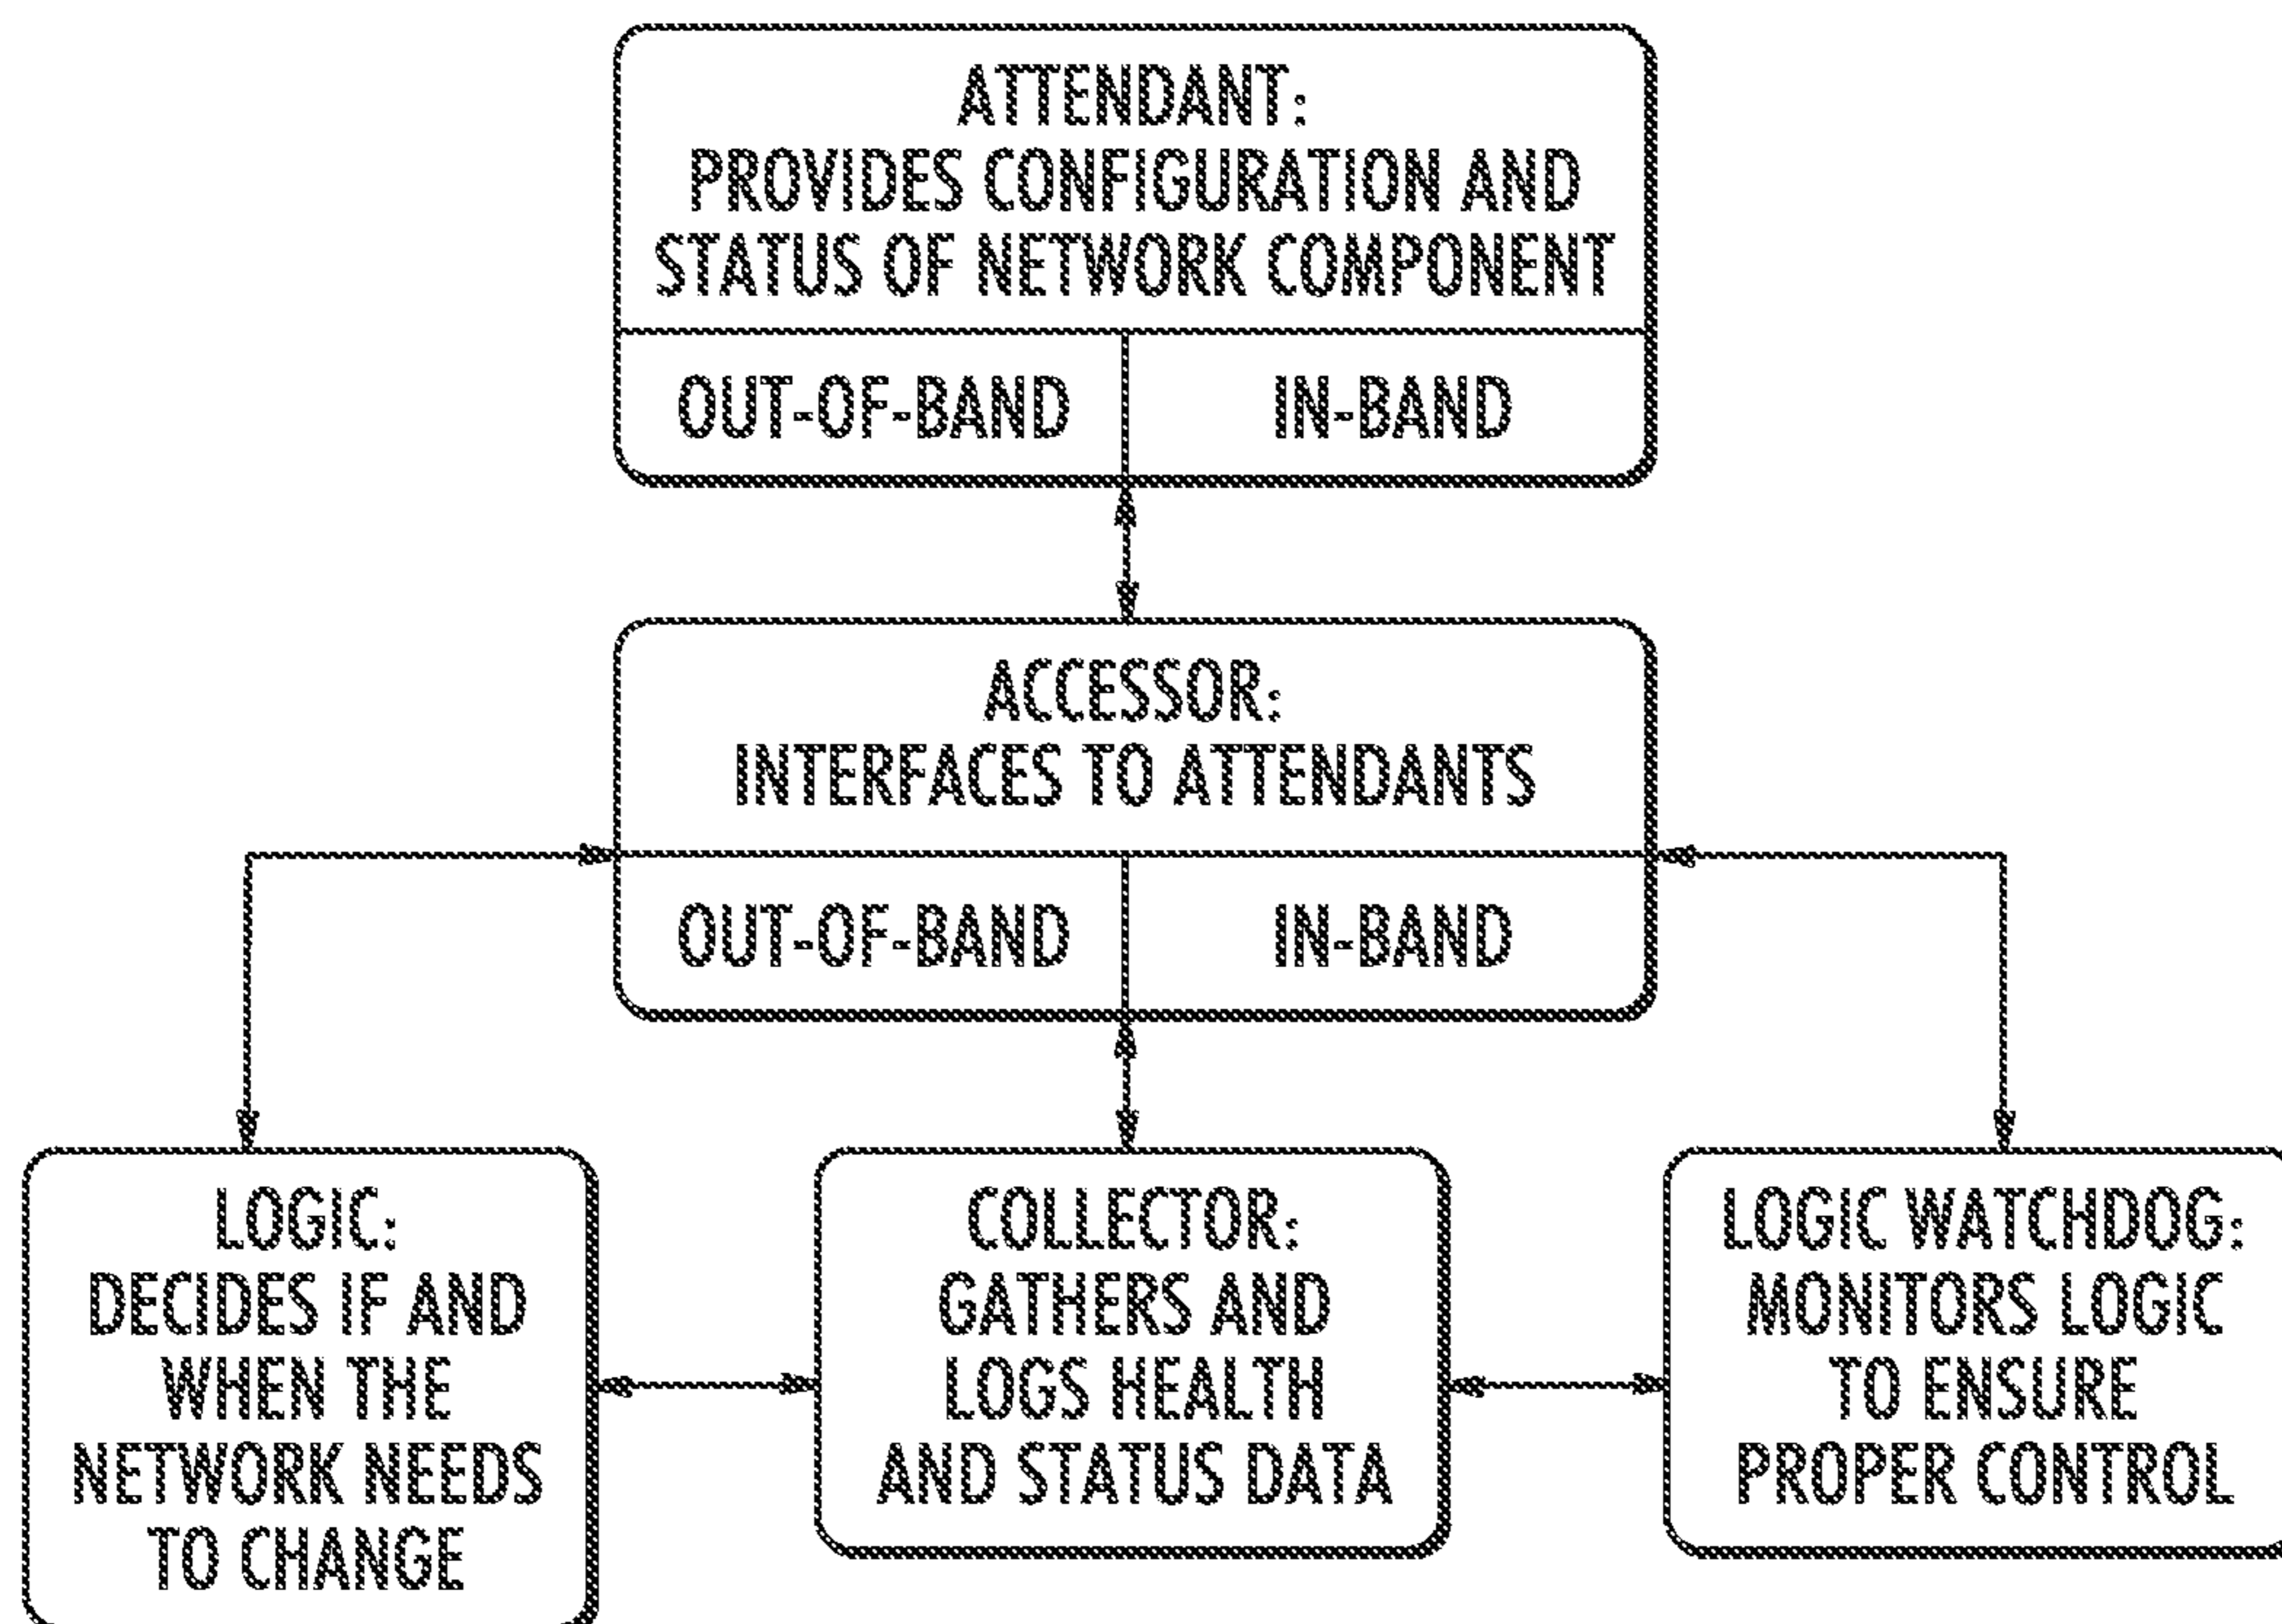 ATTENDANT:
PROVIDES CONFIGURATION AND
STATUS OF NETWORK COMPONENT
OUT-OF-BAND
IN-BAND
ACCESSOR:
INTERFACES TO ATTENDANTS
OUT-OF-BAND
IN-BAND
LOGIC:
DECIDES IF AND
WHEN THE
NETWORK NEEDS
TO CHANGE
COLLECTOR:
GATHERS AND
LOGS HEALTH
AND STATUS DATA
LOGIC WATCHDOG:
MONITORS LOGIC
TO ENSURE
PROPER CONTROL